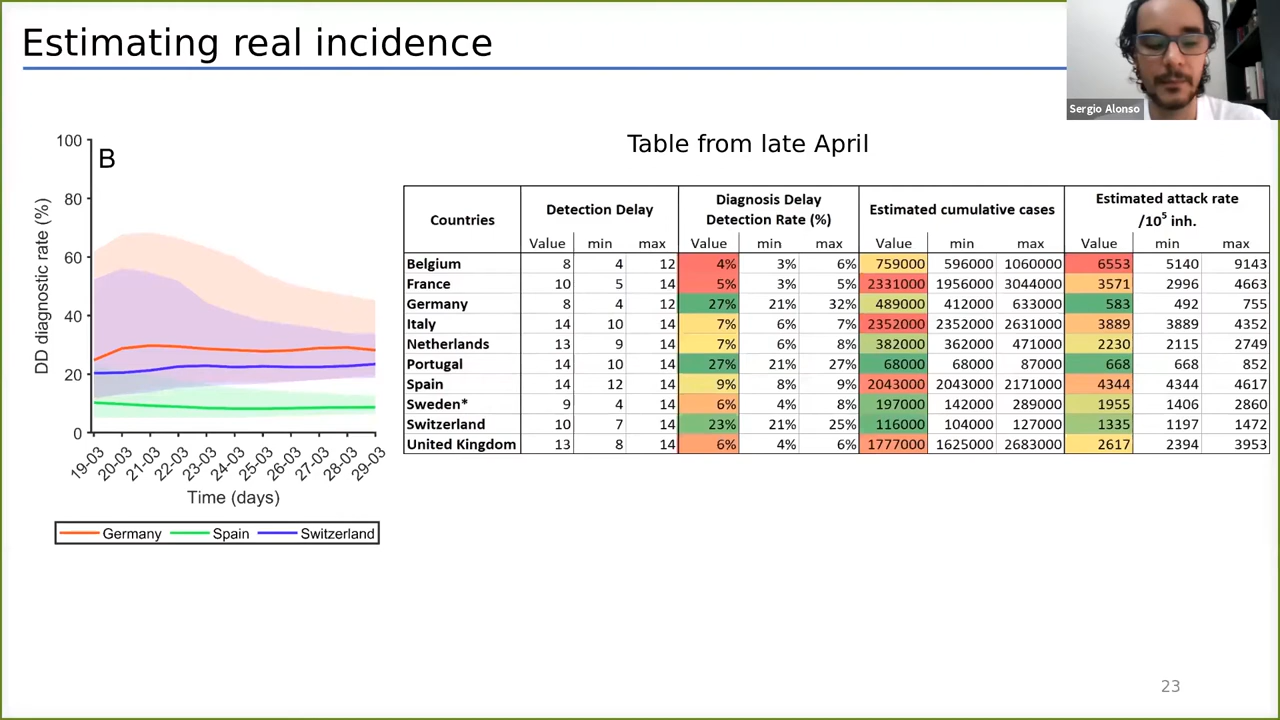 Estimating real incidence
Sergio Alonso
Table from late April
B
DD diagnostic rate (%)
100
80
60
40
20
0
19-03 20-03 21-03 22-03 23-03 24-03 25-03 26-03 27-03 28-03 29-03
Time (days)
Germany Spain Switzerland
Countries Detection Delay Diagnosis Delay Detection Rate (%) Estimated cumulative cases Estimated attack rate /10⁵ inh.
Value min max Value min max Value min max Value min max
Belgium 8 4 12 4% 3% 6% 759000 596000 1060000 6553 5140 9143
France 10 5 14 5% 3% 5% 2331000 1956000 3044000 3571 2996 4663
Germany 8 4 12 27% 21% 32% 489000 412000 633000 583 492 755
Italy 14 10 14 7% 6% 7% 2352000 2352000 2631000 3889 3889 4352
Netherlands 13 9 14 7% 6% 8% 382000 362000 471000 2230 2115 2749
Portugal 14 10 14 27% 21% 27% 68000 68000 87000 668 668 852
Spain 14 12 14 9% 8% 9% 2043000 2043000 2171000 4344 4344 4617
Sweden* 9 4 14 6% 4% 8% 197000 142000 289000 1955 1406 2860
Switzerland 10 7 14 23% 21% 25% 116000 104000 127000 1335 1197 1472
United Kingdom 13 8 14 6% 4% 6% 1777000 1625000 2683000 2617 2394 3953
23